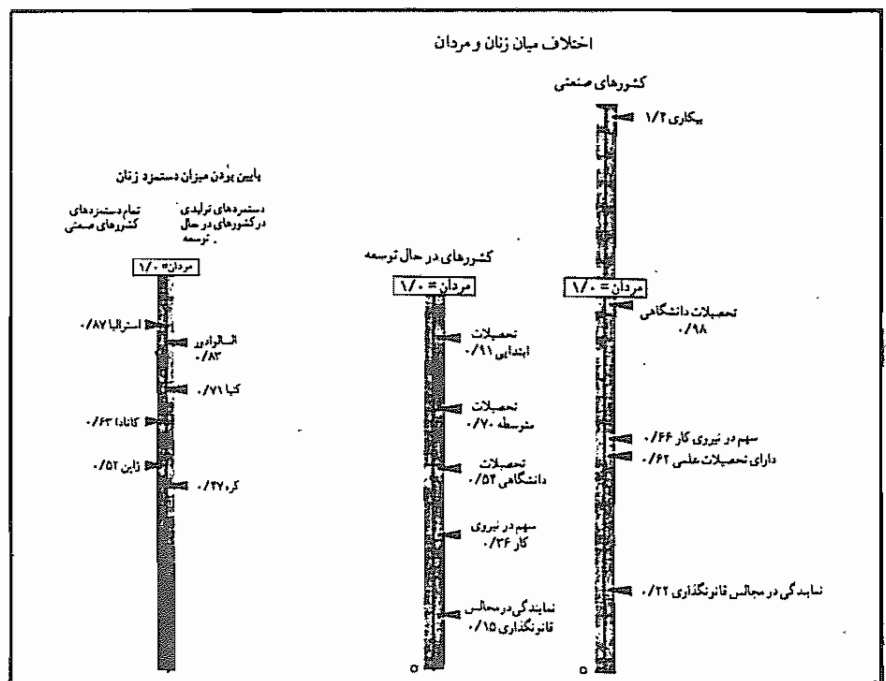 اختلاف میان زنان و مردان
کشورهای صنعتی
بیکاری ۱/۴
مردان = ۱/۰
تحصیلات دانشگاهی
۰/۹۸
سهم در نیروی کار ۰/۶۶
دارای تحصیلات علمی ۰/۶۲
نمایندگی در مجالس قانونگذاری ۰/۲۲
۰
کشورهای در حال توسعه
مردان = ۱/۰
تحصیلات
ابتدایی ۰/۹۱
تحصیلات
متوسطه ۰/۷۰
تحصیلات
دانشگاهی ۰/۵۴
سهم در نیروی
کار ۰/۳۶
نمایندگی در مجالس
قانونگذاری ۰/۱۵
۰
پایین بودن میزان دستمزد زنان
دستمزدهای تولیدی
در کشورهای در حال
توسعه
تمام دستمزدهای
کشورهای صنعتی
مردان = ۱/۰
استرالیا ۰/۸۷
السالوادور
۰/۸۳
کنیا ۰/۷۱
کانادا ۰/۶۳
ژاپن ۰/۵۲
کره ۰/۴۷